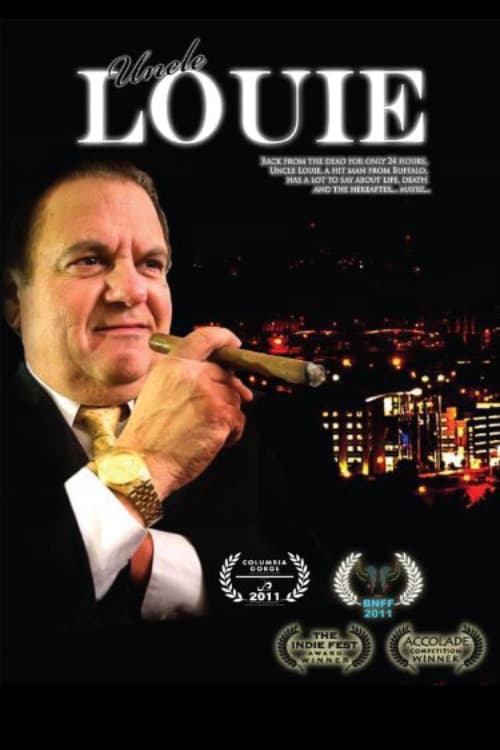 Uncle
LOUIE
BACK FROM THE DEAD FOR ONLY 24 HOURS,
UNCLE LOUIE, A HIT MAN FROM BUFFALO,
HAS A LOT TO SAY ABOUT LIFE, DEATH
AND THE HEREAFTER... MAYBE...
COLUMBIA
GORGE
2011
BNFF
2011
THE
INDIE FEST
AWARD
WINNER
ACCOLADE
COMPETITION
WINNER